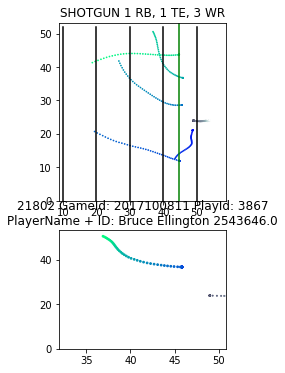 SHOTGUN 1 RB, 1 TE, 3 WR
50
40
30
20
10
0
10 20 30 40 50
21802 GameId: 2017100811 PlayId: 3867
PlayerName + ID: Bruce Ellington 2543646.0
40
20
0
35 40 45 50